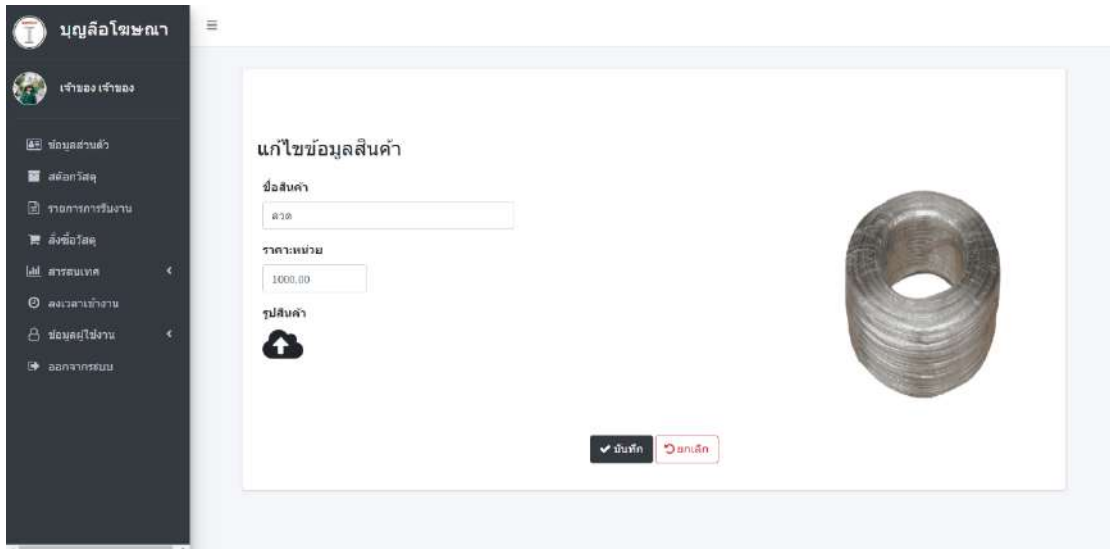 บุญลือโฆษณา
เจ้าของ เจ้าของ
ข้อมูลส่วนตัว
สต๊อกวัสดุ
รายการการรับงาน
สั่งซื้อวัสดุ
สารสนเทศ
ลงเวลาเข้างาน
ข้อมูลผู้ใช้งาน
ออกจากระบบ
แก้ไขข้อมูลสินค้า
ชื่อสินค้า
ลวด
ราคา:หน่วย
1000.00
รูปสินค้า
บันทึก
ยกเลิก